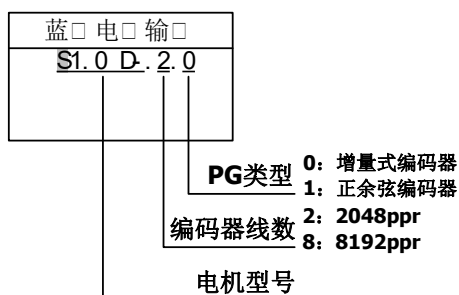 蓝□ 电□ 输□
S1.0 D-.2.0
PG类型
0：增量式编码器
1：正余弦编码器
编码器线数
2：2048ppr
8：8192ppr
电机型号